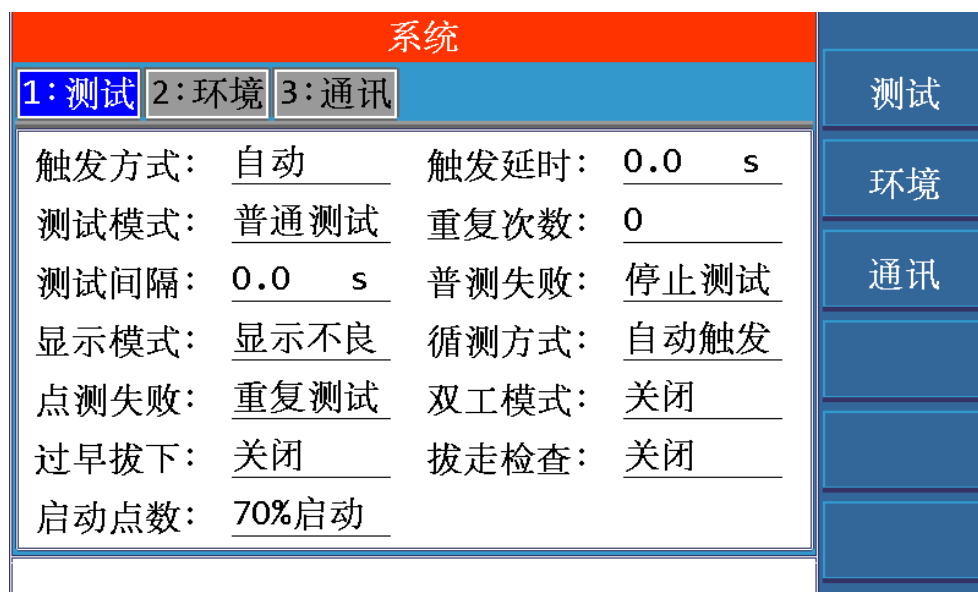 系统
1:测试 2:环境 3:通讯
触发方式: 自动 触发延时: 0.0 s
测试模式: 普通测试 重复次数: 0
测试间隔: 0.0 s 普测失败: 停止测试
显示模式: 显示不良 循测方式: 自动触发
点测失败: 重复测试 双工模式: 关闭
过早拔下: 关闭 拔走检查: 关闭
启动点数: 70%启动
测试
环境
通讯